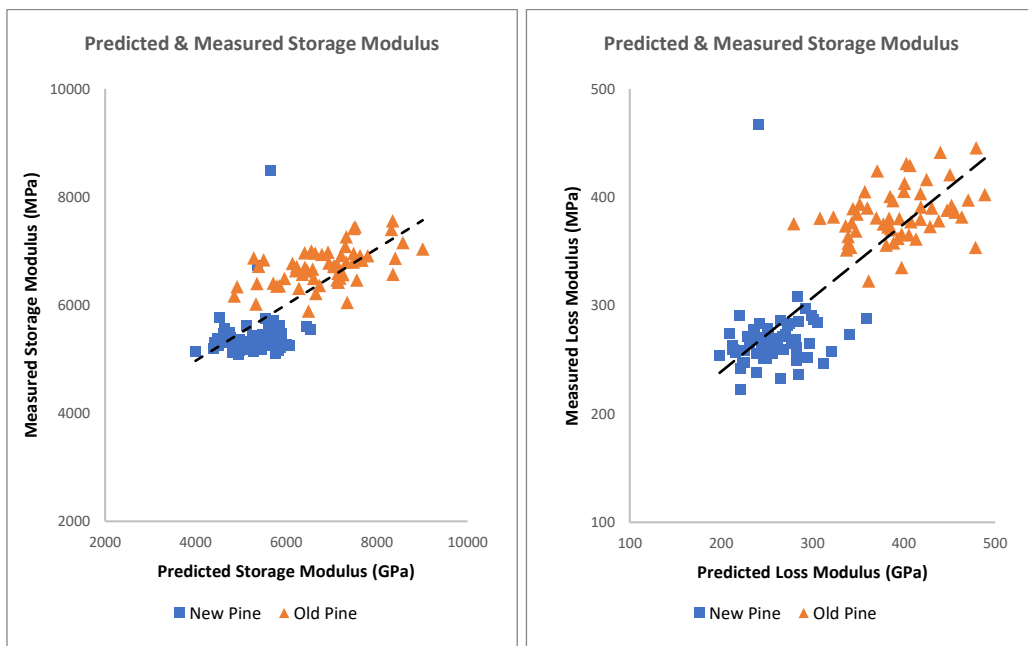 Predicted & Measured Storage Modulus
Measured Storage Modulus (MPa)
10000
8000
6000
4000
2000
2000 4000 6000 8000 10000
Predicted Storage Modulus (GPa)
New Pine Old Pine
Predicted & Measured Storage Modulus
Measured Loss Modulus (MPa)
500
400
300
200
100
100 200 300 400 500
Predicted Loss Modulus (GPa)
New Pine Old Pine